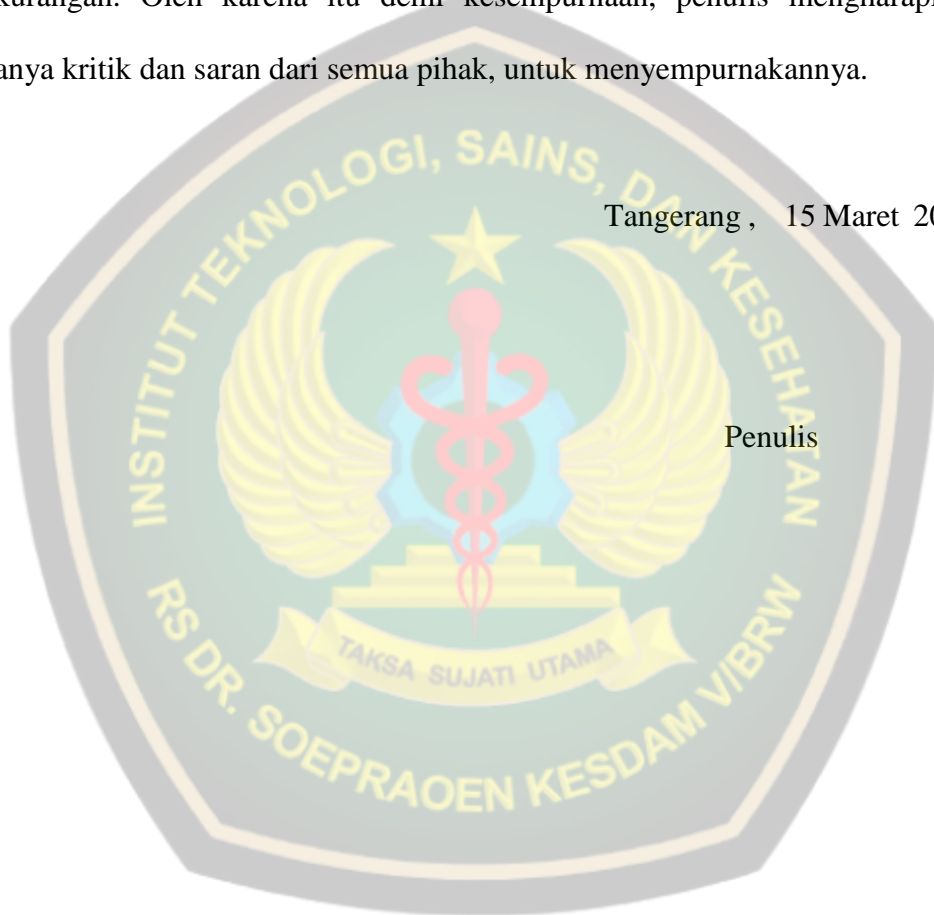 kurangan. Oleh karena itu demi kesempurnaan, penulis mengharap
anya kritik dan saran dari semua pihak, untuk menyempurnakannya.
Tangerang , 15 Maret 20
Penulis
INSTITUT TEKNOLOGI, SAINS, DAN KESEHATAN
TAKSA SUJATI UTAMA
RS DR. SOEPRAOEN KESDAM V/BRW